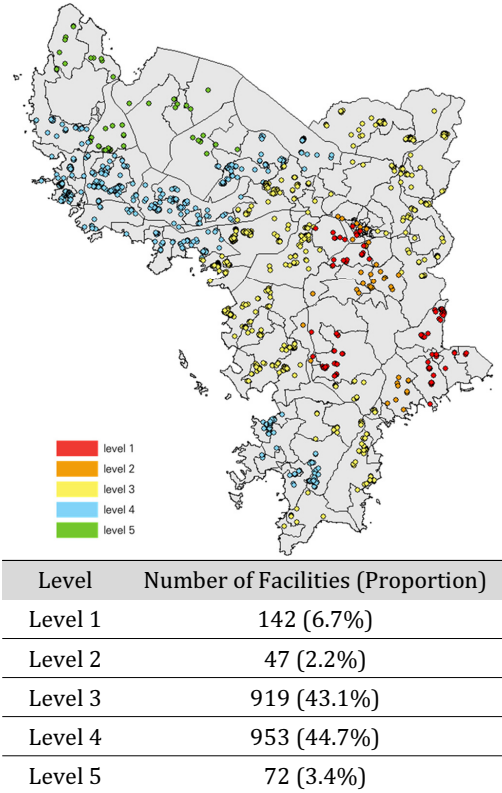 level 1
level 2
level 3
level 4
level 5
Level Number of Facilities (Proportion)
Level 1 142 (6.7%)
Level 2 47 (2.2%)
Level 3 919 (43.1%)
Level 4 953 (44.7%)
Level 5 72 (3.4%)